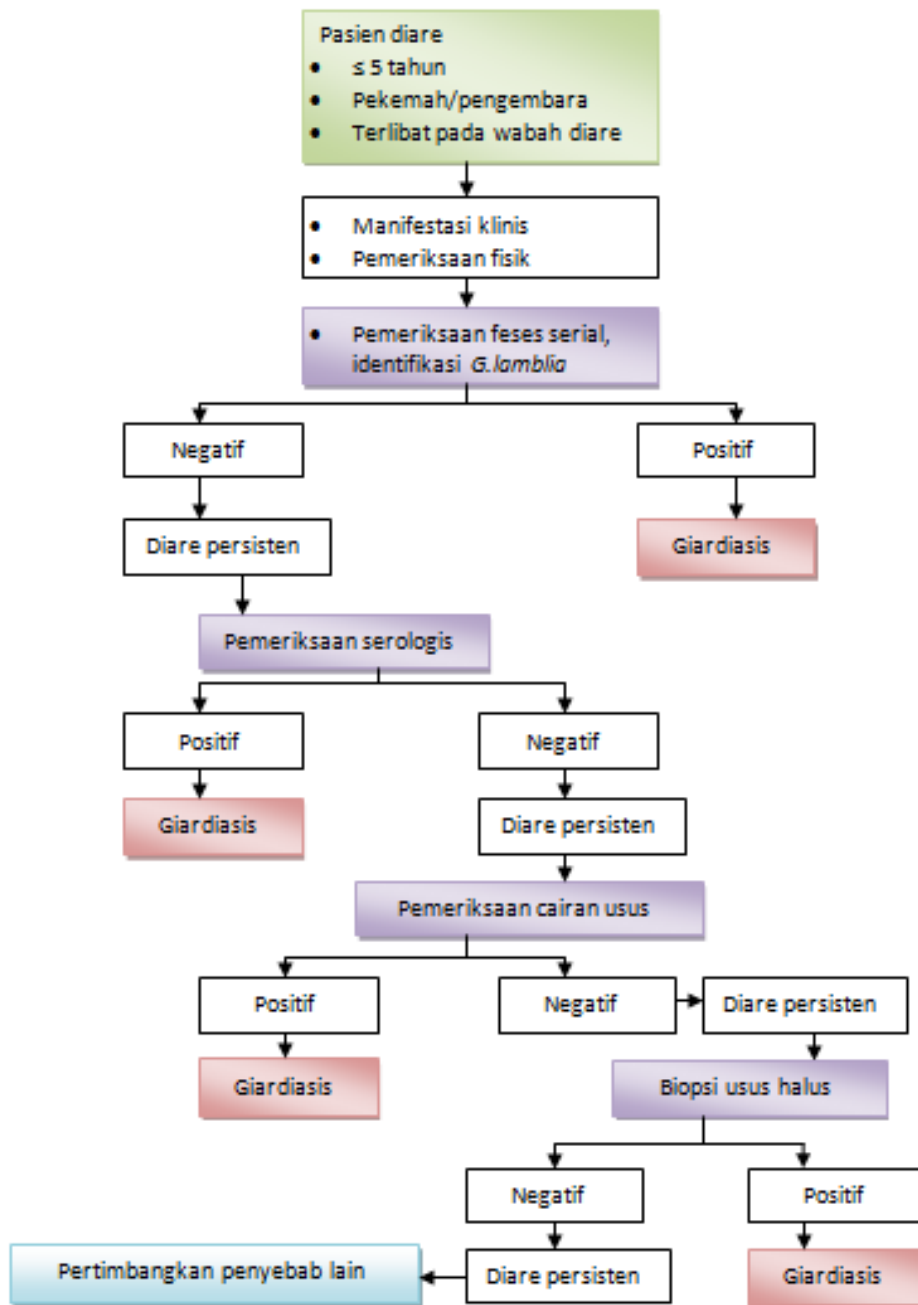 Pasien diare
• ≤ 5 tahun
• Pekemah/pengembara
• Terlibat pada wabah diare
• Manifestasi klinis
• Pemeriksaan fisik
• Pemeriksaan feses serial,
identifikasi G.lamblia
Negatif
Positif
Diare persisten
Giardiasis
Pemeriksaan serologis
Positif
Negatif
Giardiasis
Diare persisten
Pemeriksaan cairan usus
Positif
Negatif
Diare persisten
Giardiasis
Biopsi usus halus
Negatif
Positif
Pertimbangkan penyebab lain
Diare persisten
Giardiasis